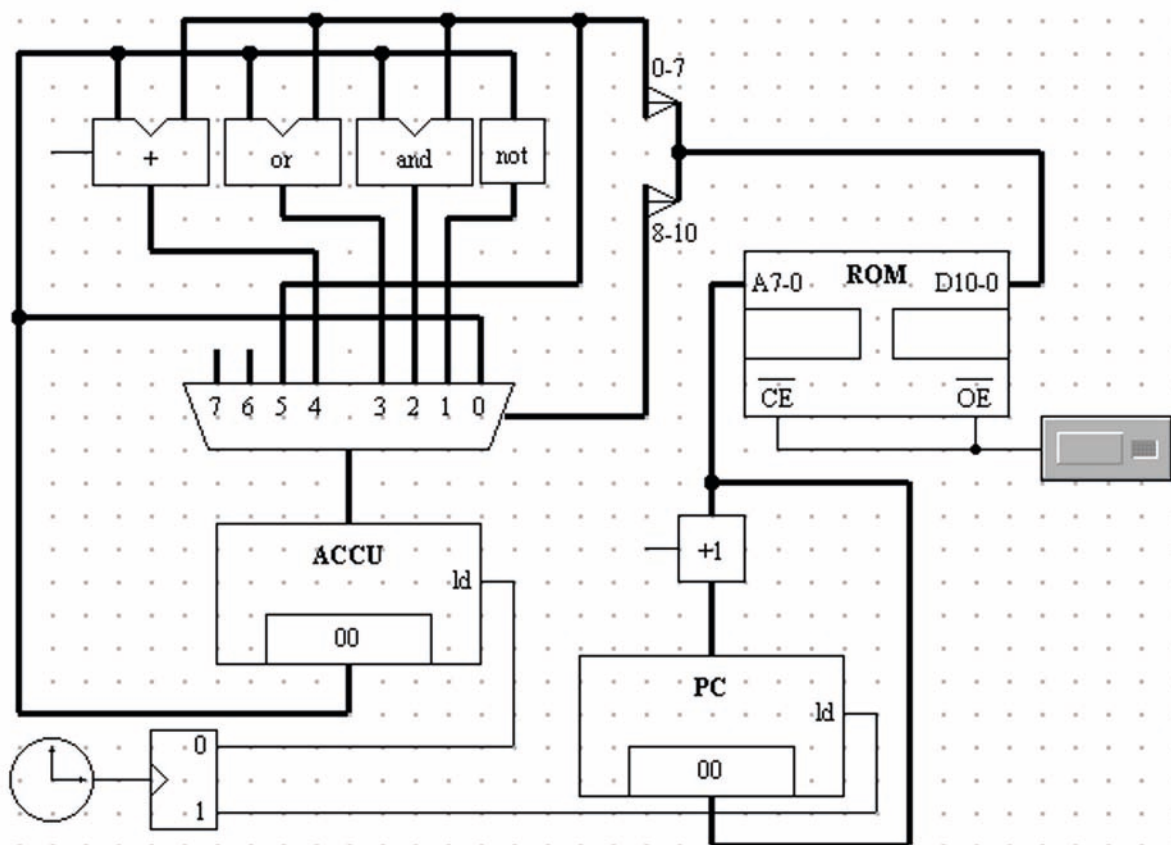 0-7
+
or
and
not
8-10
A7-0 ROM D10-0
CE OE
7 6 5 4 3 2 1 0
ACCU
ld
00
+1
PC
ld
00
0
1